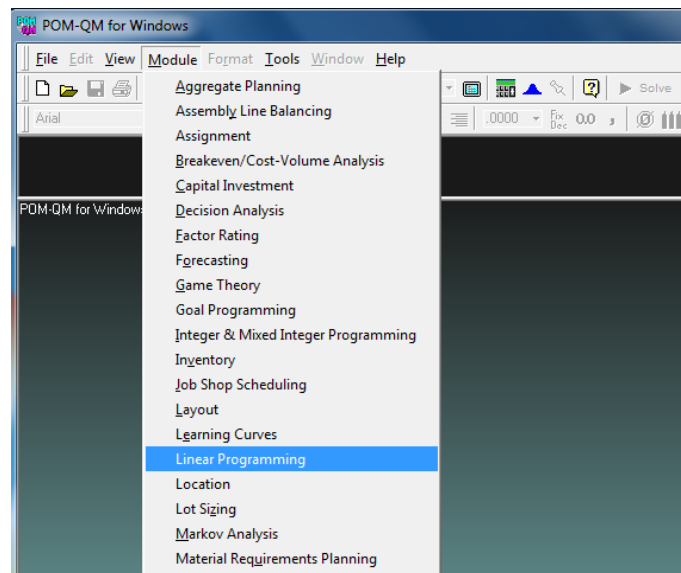 POM-QM for Windows
File Edit View Module Format Tools Window Help
Solve
Arial
.0000 Fix Dec 0.0 ,
POM-QM for Window
Aggregate Planning
Assembly Line Balancing
Assignment
Breakeven/Cost-Volume Analysis
Capital Investment
Decision Analysis
Factor Rating
Forecasting
Game Theory
Goal Programming
Integer & Mixed Integer Programming
Inventory
Job Shop Scheduling
Layout
Learning Curves
Linear Programming
Location
Lot Sizing
Markov Analysis
Material Requirements Planning